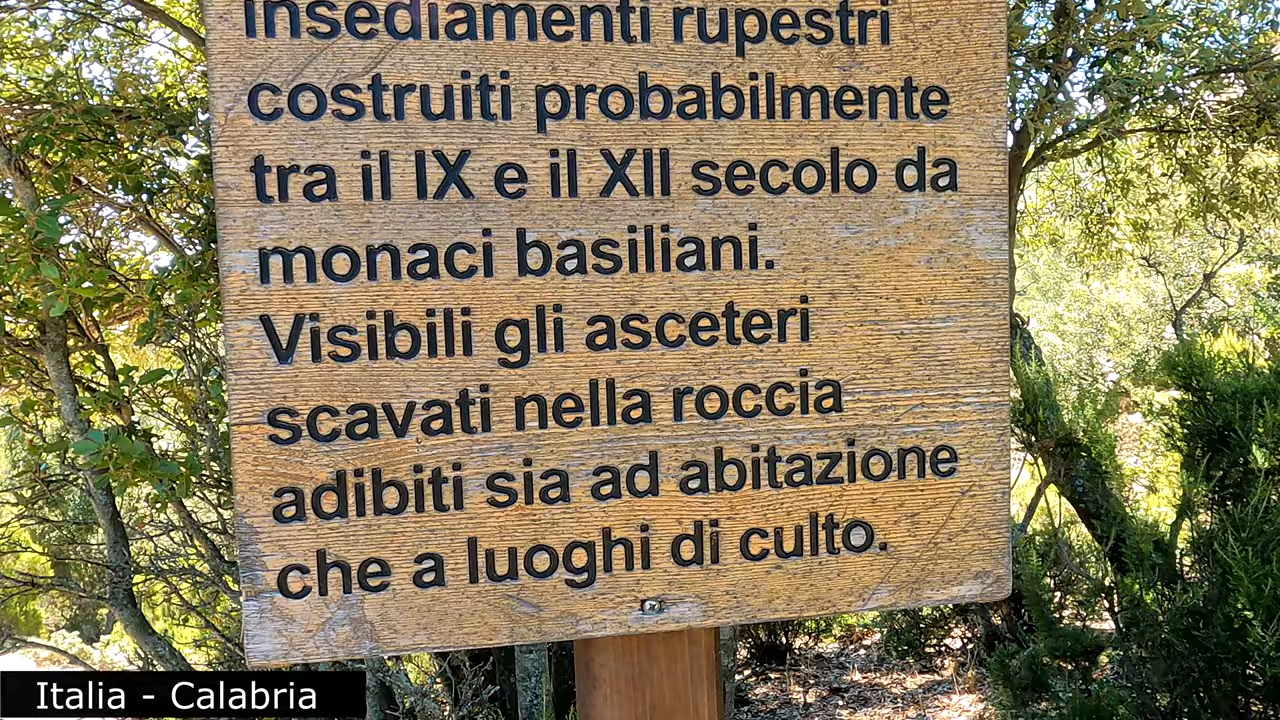 insediamenti rupestri
costruiti probabilmente
tra il IX e il XII secolo da
monaci basiliani.
Visibili gli asceteri
scavati nella roccia
adibiti sia ad abitazione
che a luoghi di culto.
Italia - Calabria